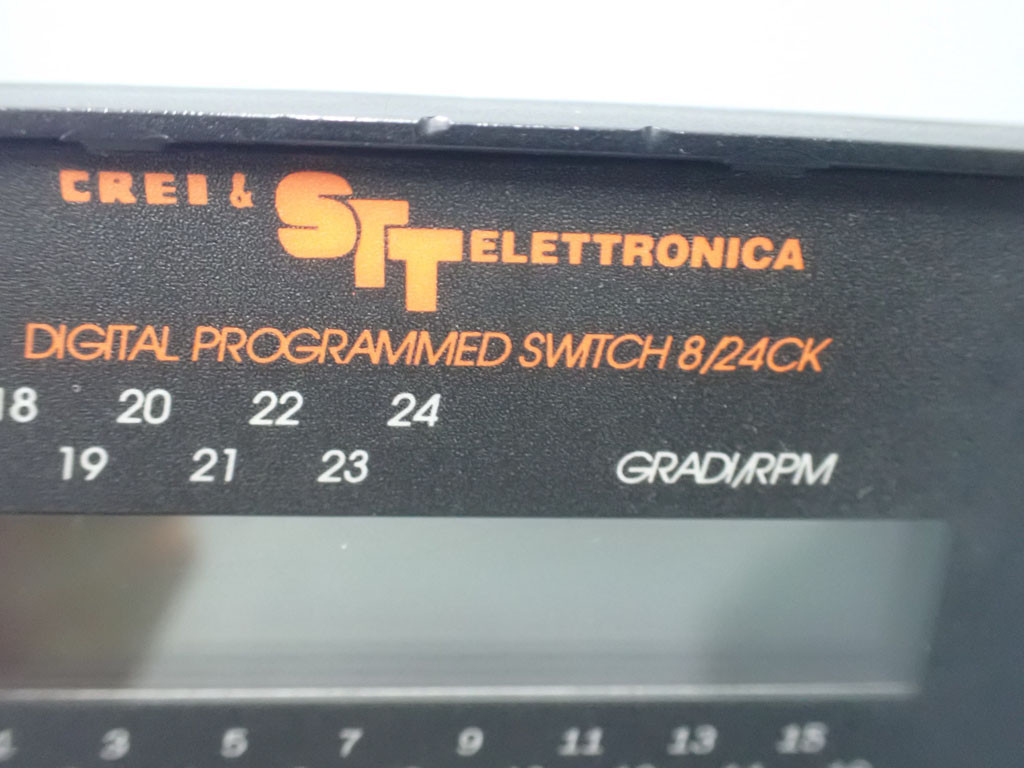 CREI & STT ELETTRONICA
DIGITAL PROGRAMMED SWITCH 8/24CK
18 20 22 24
19 21 23 GRADI/RPM
3 5 7 9 11 13 15